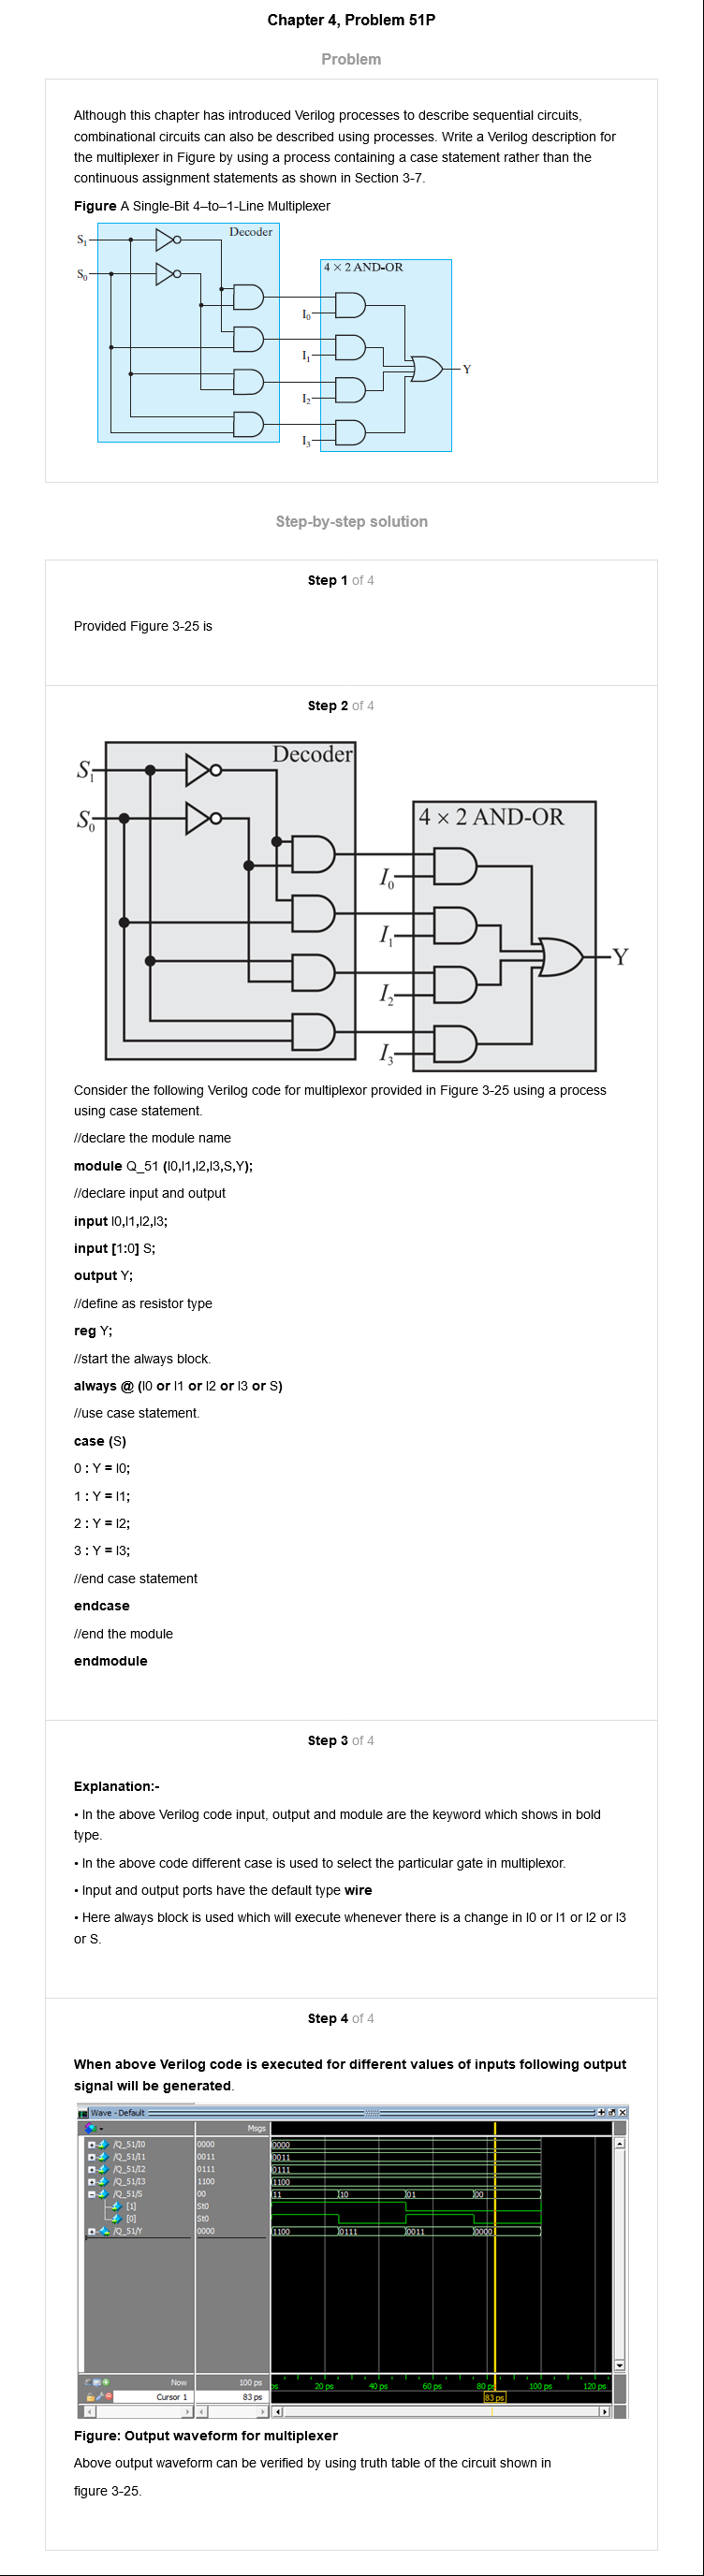 Chapter 4, Problem 51P
Problem
Although this chapter has introduced Verilog processes to describe sequential circuits,
combinational circuits can also be described using processes. Write a Verilog description for
the multiplexer in Figure by using a process containing a case statement rather than the
continuous assignment statements as shown in Section 3-7.
Figure A Single-Bit 4–to–1-Line Multiplexer
Decoder
S1
S0
4 × 2 AND-OR
I0
I1
Y
I2
I3
Step-by-step solution
Step 1 of 4
Provided Figure 3-25 is
Step 2 of 4
Decoder
S1
S0
4 × 2 AND-OR
I0
I1
Y
I2
I3
Consider the following Verilog code for multiplexor provided in Figure 3-25 using a process
using case statement.
//declare the module name
module Q_51 (I0,I1,I2,I3,S,Y);
//declare input and output
input I0,I1,I2,I3;
input [1:0] S;
output Y;
//define as resistor type
reg Y;
//start the always block.
always @ (I0 or I1 or I2 or I3 or S)
//use case statement.
case (S)
0 : Y = I0;
1 : Y = I1;
2 : Y = I2;
3 : Y = I3;
//end case statement
endcase
//end the module
endmodule
Step 3 of 4
Explanation:-
• In the above Verilog code input, output and module are the keyword which shows in bold
type.
• In the above code different case is used to select the particular gate in multiplexor.
• Input and output ports have the default type wire
• Here always block is used which will execute whenever there is a change in I0 or I1 or I2 or I3
or S.
Step 4 of 4
When above Verilog code is executed for different values of inputs following output
signal will be generated.
Wave - Default
Msgs
/Q_51/I0 0000 0000
/Q_51/I1 0011 0011
/Q_51/I2 0111 0111
/Q_51/I3 1100 1100
/Q_51/S 00 11 10 01 00
[1] St0
[0] St0
/Q_51/Y 0000 1100 0111 0011 0000
Now 100 ps ps 20 ps 40 ps 60 ps 80 ps 100 ps 120 ps
Cursor 1 83 ps 83 ps
Figure: Output waveform for multiplexer
Above output waveform can be verified by using truth table of the circuit shown in
figure 3-25.